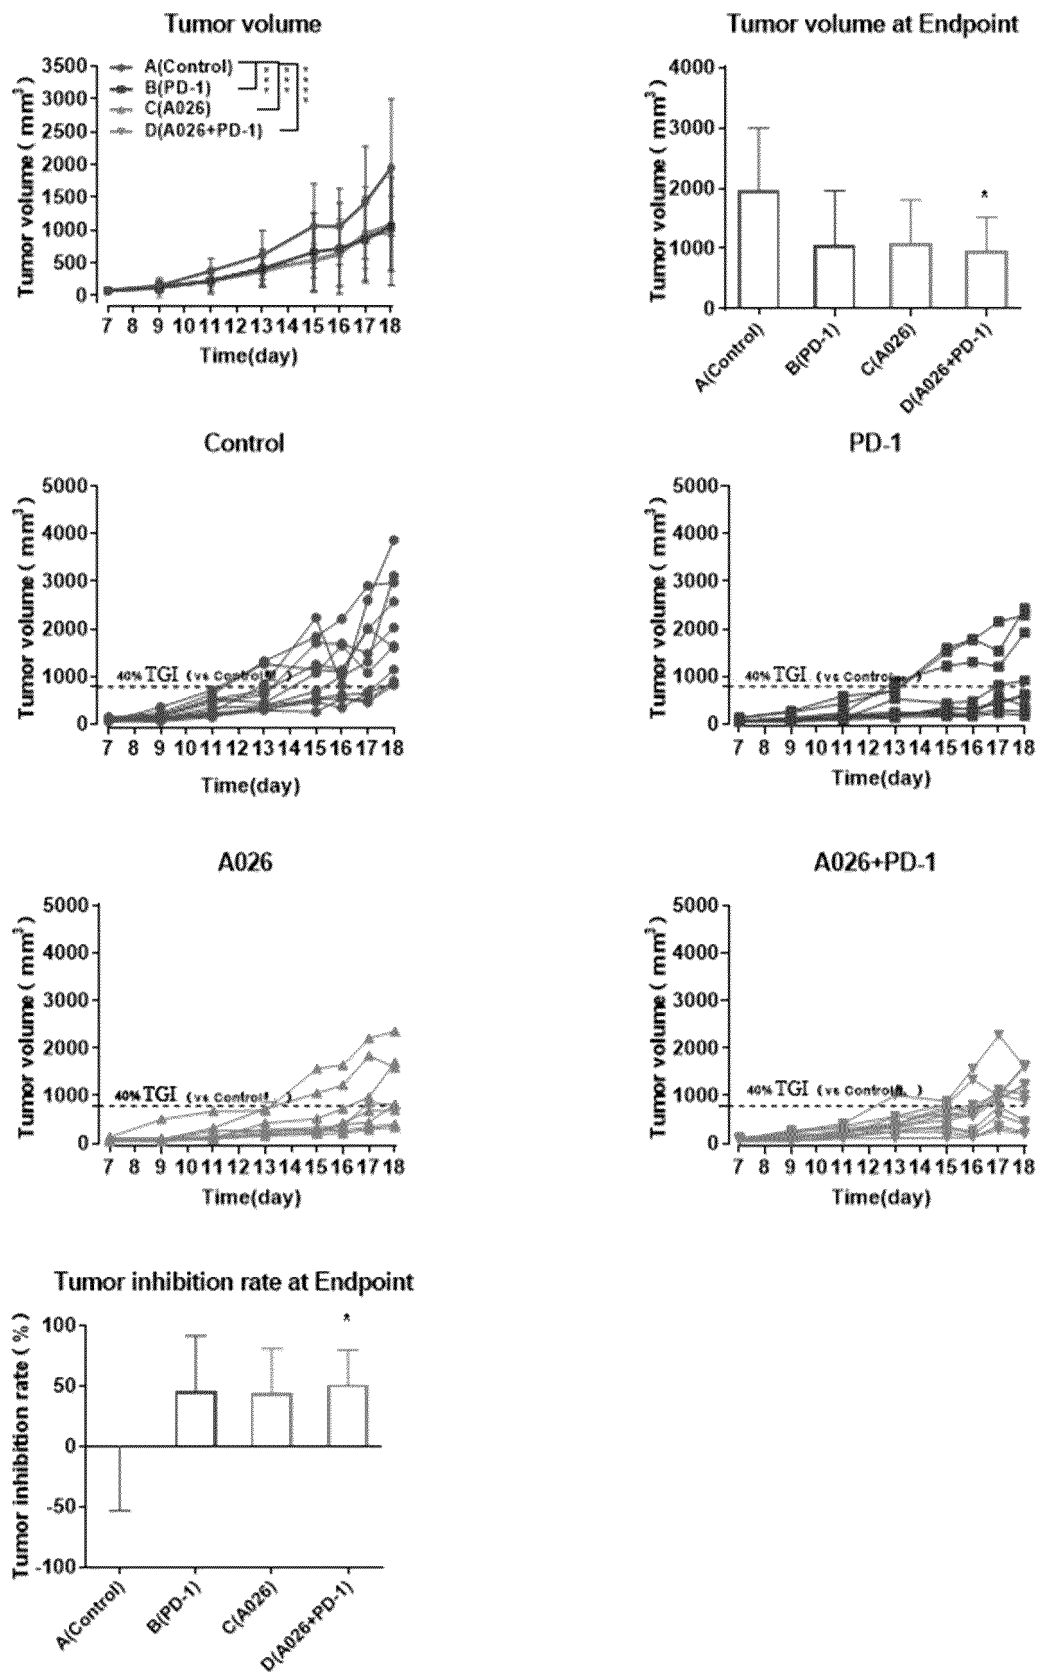 Tumor volume
Tumor volume ( mm³ )
3500
3000
2500
2000
1500
1000
500
0
A(Control)
B(PD-1)
C(A026)
D(A026+PD-1)
7 8 9 10 11 12 13 14 15 16 17 18
Time(day)
Tumor volume at Endpoint
Tumor volume ( mm³ )
4000
3000
2000
1000
0
*
A(Control)
B(PD-1)
C(A026)
D(A026+PD-1)
Control
Tumor volume ( mm³ )
5000
4000
3000
2000
1000
0
40% TGI ( vs Control )
7 8 9 10 11 12 13 14 15 16 17 18
Time(day)
PD-1
Tumor volume ( mm³ )
5000
4000
3000
2000
1000
0
40% TGI ( vs Control )
7 8 9 10 11 12 13 14 15 16 17 18
Time(day)
A026
Tumor volume ( mm³ )
5000
4000
3000
2000
1000
0
40% TGI ( vs Control )
7 8 9 10 11 12 13 14 15 16 17 18
Time(day)
A026+PD-1
Tumor volume ( mm³ )
5000
4000
3000
2000
1000
0
40% TGI ( vs Control )
7 8 9 10 11 12 13 14 15 16 17 18
Time(day)
Tumor inhibition rate at Endpoint
Tumor inhibition rate ( % )
100
50
0
-50
-100
*
A(Control)
B(PD-1)
C(A026)
D(A026+PD-1)